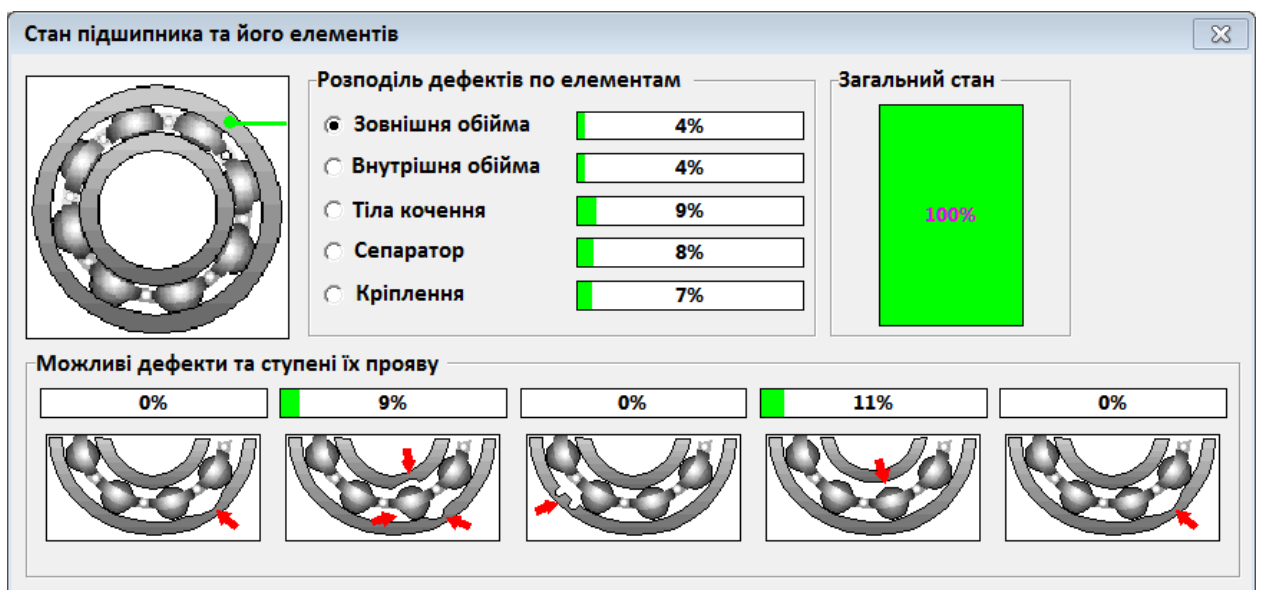 Стан підшипника та його елементів
Розподіль дефектів по елементам
Загальний стан
Зовнішня обійма 4%
Внутрішня обійма 4%
Тіла кочення 9%
100%
Сепаратор 8%
Кріплення 7%
Можливі дефекти та ступені їх прояву
0% 9% 0% 11% 0%